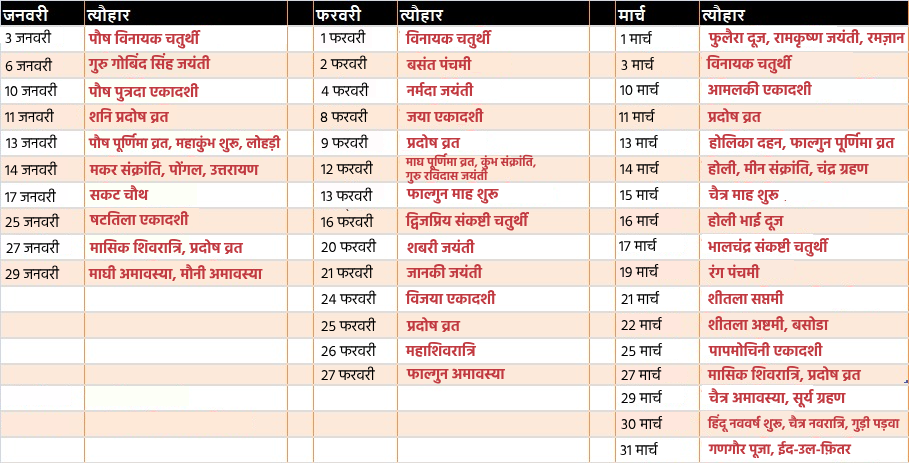 जनवरी त्यौहार फरवरी त्यौहार मार्च त्यौहार
3 जनवरी पौष विनायक चतुर्थी 1 फरवरी विनायक चतुर्थी 1 मार्च फुलैरा दूज, रामकृष्ण जयंती, रमज़ान
6 जनवरी गुरु गोबिंद सिंह जयंती 2 फरवरी बसंत पंचमी 3 मार्च विनायक चतुर्थी
10 जनवरी पौष पुत्रदा एकादशी 4 फरवरी नर्मदा जयंती 10 मार्च आमलकी एकादशी
11 जनवरी शनि प्रदोष व्रत 8 फरवरी जया एकादशी 11 मार्च प्रदोष व्रत
13 जनवरी पौष पूर्णिमा व्रत, महाकुंभ शुरू, लोहड़ी 9 फरवरी प्रदोष व्रत 13 मार्च होलिका दहन, फाल्गुन पूर्णिमा व्रत
14 जनवरी मकर संक्रांति, पोंगल, उत्तरायण 12 फरवरी माघ पूर्णिमा व्रत, कुंभ संक्रांति, गुरु रविदास जयंती 14 मार्च होली, मीन संक्रांति, चंद्र ग्रहण
17 जनवरी सकट चौथ 13 फरवरी फाल्गुन माह शुरू 15 मार्च चैत्र माह शुरू
25 जनवरी षटतिला एकादशी 16 फरवरी द्विजप्रिय संकष्टी चतुर्थी 16 मार्च होली भाई दूज
27 जनवरी मासिक शिवरात्रि, प्रदोष व्रत 20 फरवरी शबरी जयंती 17 मार्च भालचंद्र संकष्टी चतुर्थी
29 जनवरी माघी अमावस्या, मौनी अमावस्या 21 फरवरी जानकी जयंती 19 मार्च रंग पंचमी
24 फरवरी विजया एकादशी 21 मार्च शीतला सप्तमी
25 फरवरी प्रदोष व्रत 22 मार्च शीतला अष्टमी, बसोडा
26 फरवरी महाशिवरात्रि 25 मार्च पापमोचिनी एकादशी
27 फरवरी फाल्गुन अमावस्या 27 मार्च मासिक शिवरात्रि, प्रदोष व्रत
29 मार्च चैत्र अमावस्या, सूर्य ग्रहण
30 मार्च हिंदू नववर्ष शुरू, चैत्र नवरात्रि, गुड़ी पड़वा
31 मार्च गणगौर पूजा, ईद-उल-फ़ितर